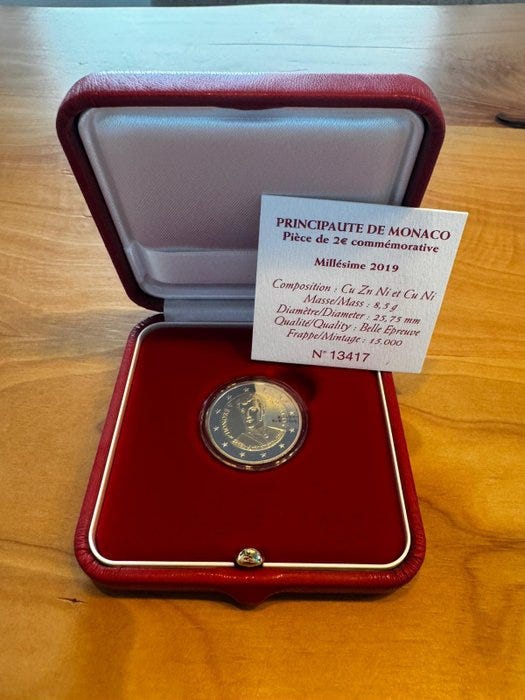 PRINCIPAUTE DE MONACO
Pièce de 2€ commémorative
Millésime 2019
Composition : Cu Zn Ni et Cu Ni
Masse/Mass : 8,5 g
Diamètre/Diameter : 25,75 mm
Qualité/Quality : Belle Epreuve
Frappe/Mintage : 15.000
N° 13417
HONORÉ V